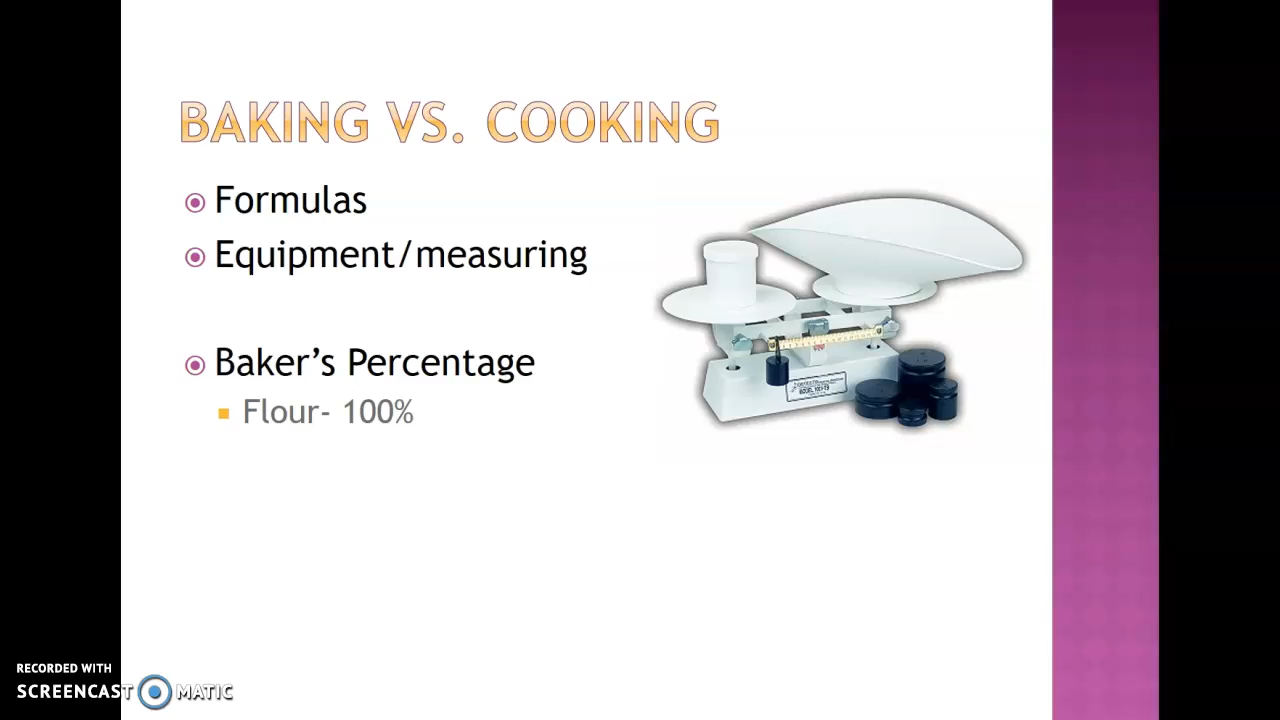 BAKING VS. COOKING
Formulas
Equipment/measuring
Baker's Percentage
Flour- 100%
RECORDED WITH
SCREENCAST MATIC